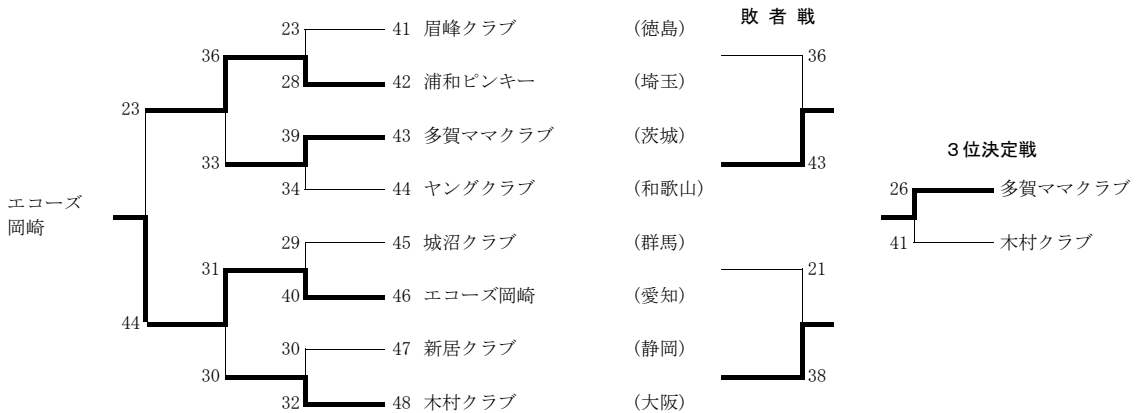 敗者戦
23 41 眉峰クラブ (徳島)
36 36
28 42 浦和ピンキー (埼玉)
23
39 43 多賀ママクラブ (茨城)
33 43
3位決定戦
34 44 ヤングクラブ (和歌山)
26 多賀ママクラブ
エコーズ
岡崎
29 45 城沼クラブ (群馬)
41 木村クラブ
31 21
40 46 エコーズ岡崎 (愛知)
44
30 47 新居クラブ (静岡)
30 38
32 48 木村クラブ (大阪)